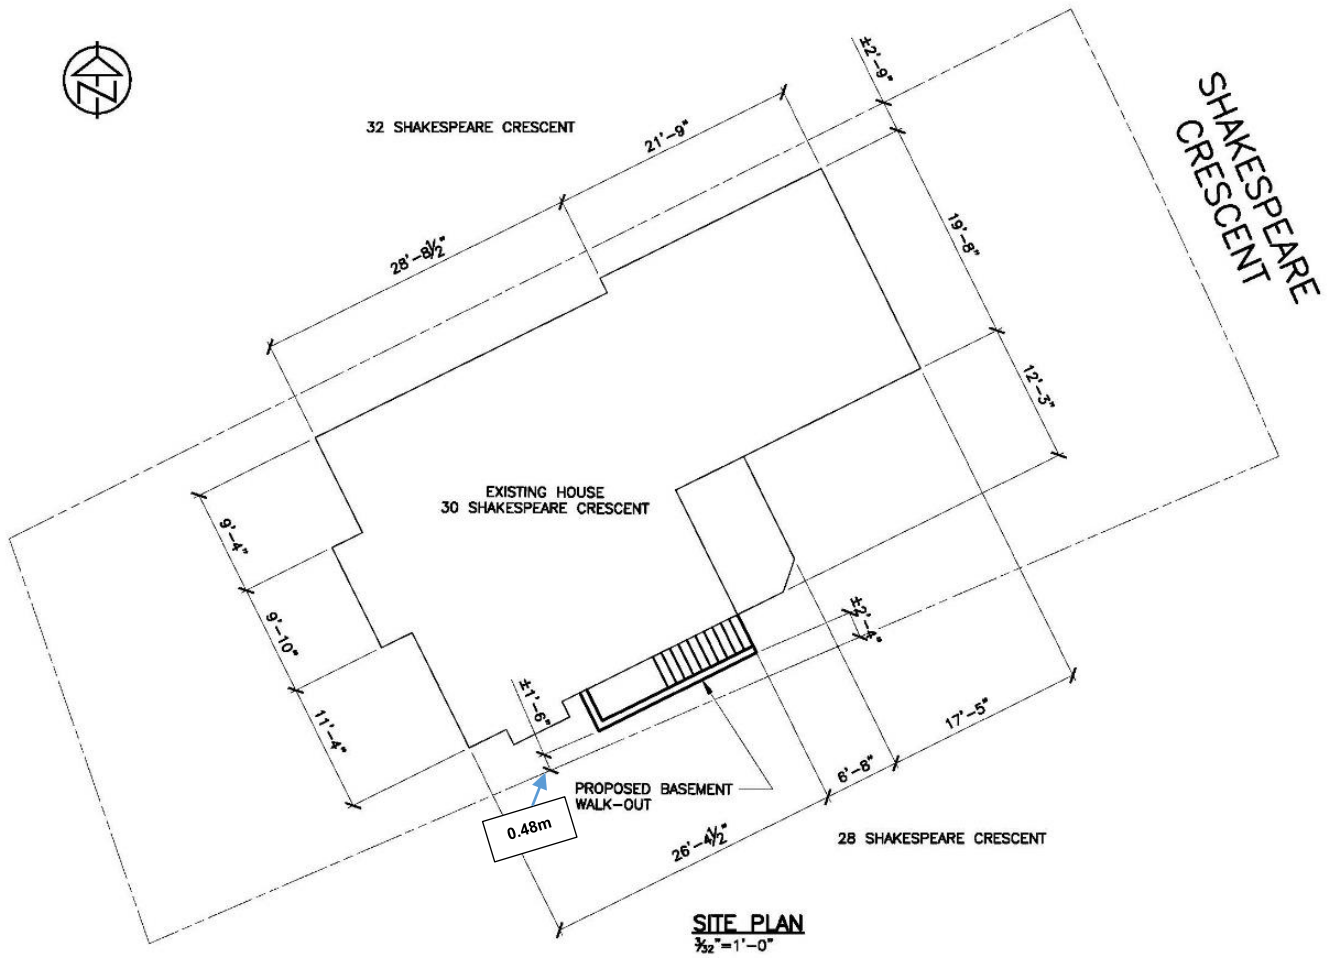 ±2'-9"
SHAKESPEARE
CRESCENT
N
32 SHAKESPEARE CRESCENT
21'-9"
28'-8½"
19'-8"
12'-3"
EXISTING HOUSE
30 SHAKESPEARE CRESCENT
9'-4"
9'-10"
11'-4"
±2'-4"
±1'-6"
17'-5"
6'-8"
PROPOSED BASEMENT
WALK-OUT
0.48m
26'-4½"
28 SHAKESPEARE CRESCENT
SITE PLAN
3/32"=1'-0"